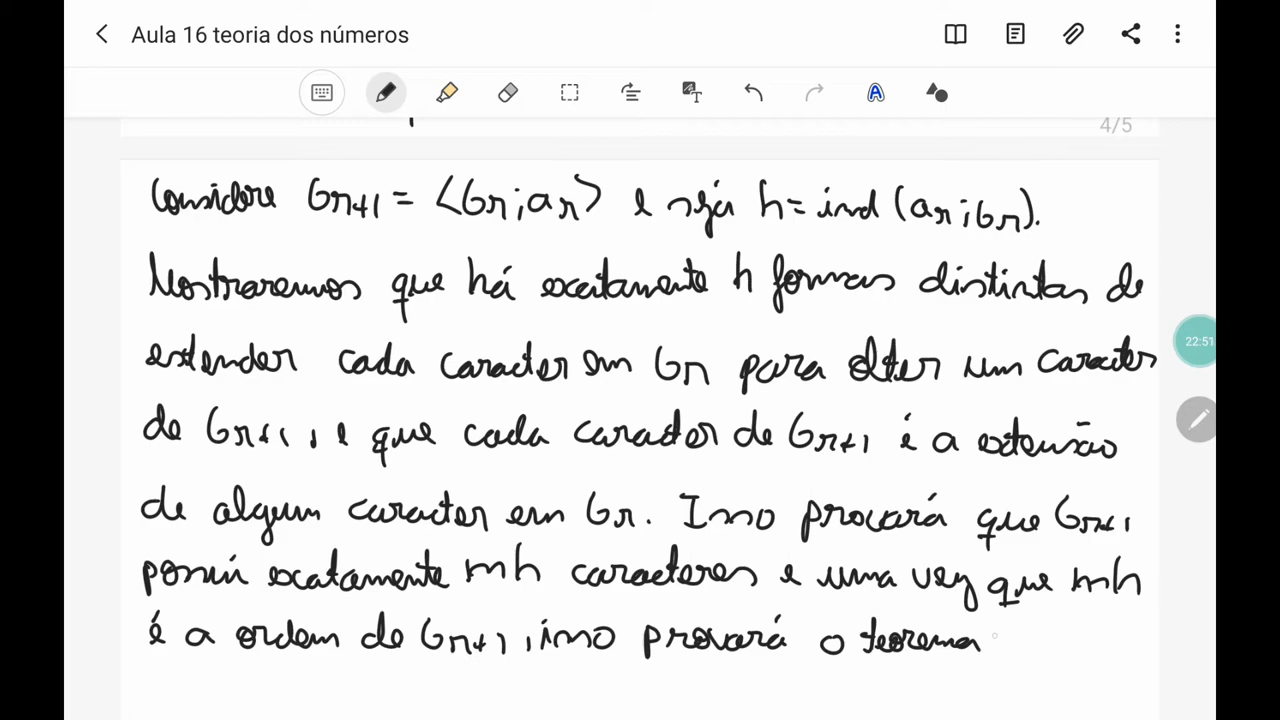 Aula 16 teoria dos números
4/5
Considere Gr+1 = <Gr; ar> e seja h = ind (ar; Gr).
Mostraremos que há exatamente h formas distintas de
22:51
extender cada caracter em Gr para obter um caracter
de Gr+1, e que cada caracter de Gr+1 é a extensão
de algum caracter em Gr. Isso provará que Gr+1
possui exatamente mh caracteres e uma vez que mh
é a ordem de Gr+1, isso provará o teorema